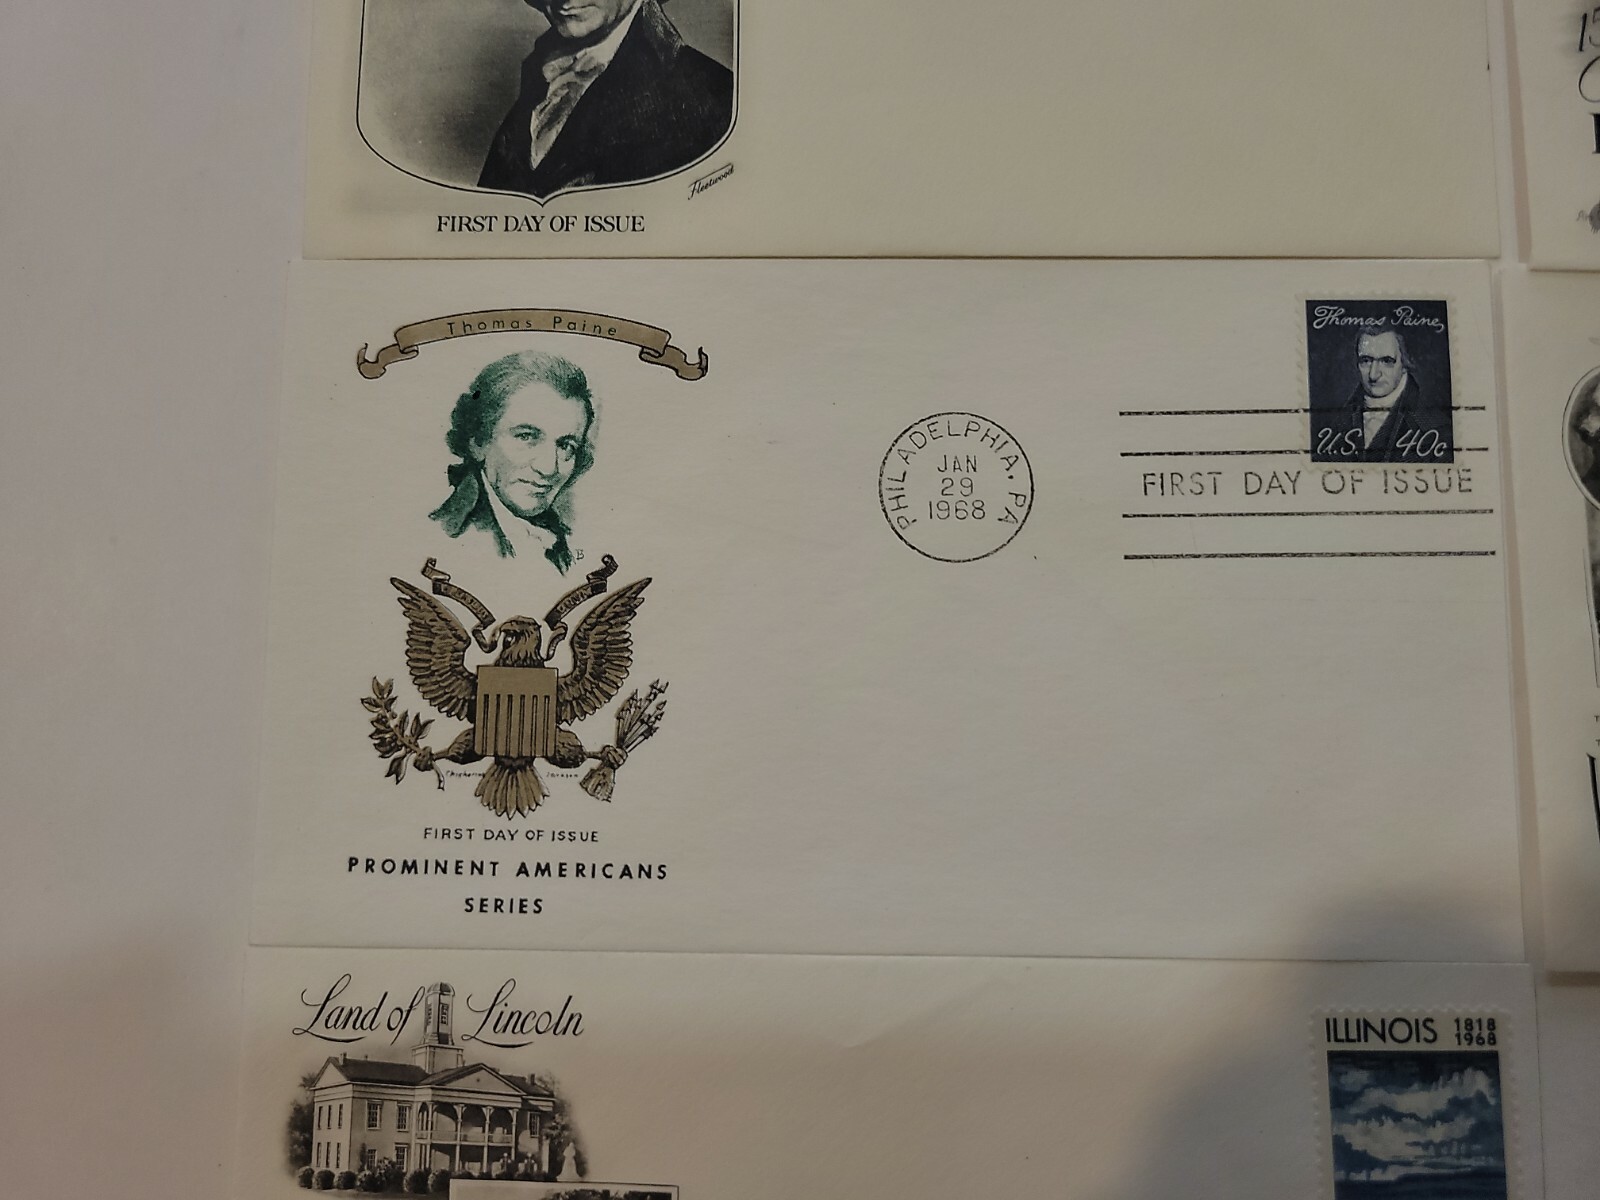 Fleetwood
FIRST DAY OF ISSUE
Thomas Paine
Thomas Paine
U.S. 40c
PHILADELPHIA, PA
JAN
29
1968
FIRST DAY OF ISSUE
B
FIRST DAY OF ISSUE
PROMINENT AMERICANS
SERIES
Land of Lincoln
ILLINOIS 1818
1968